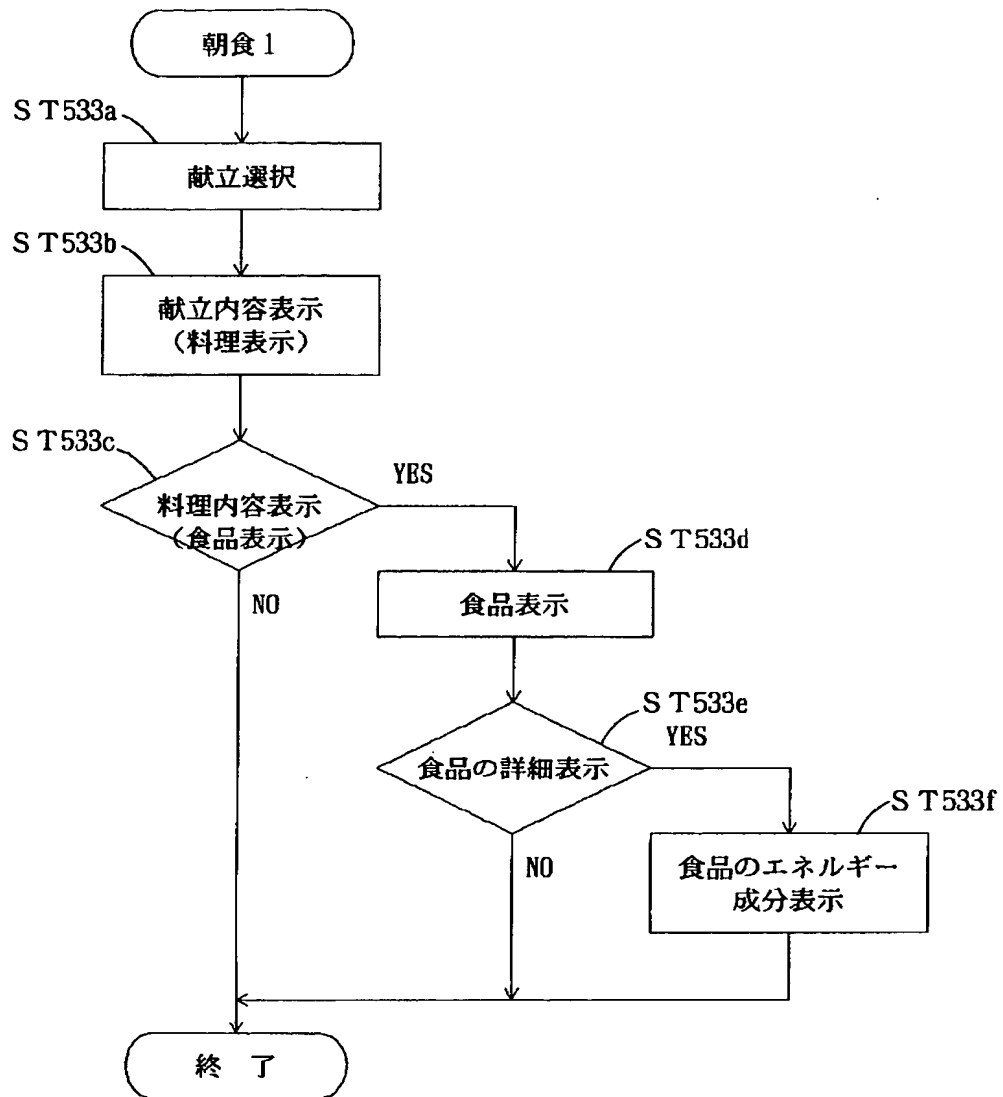 朝食1
ST533a
献立選択
ST533b
献立内容表示
(料理表示)
ST533c
料理内容表示
(食品表示)
YES
NO
ST533d
食品表示
ST533e
食品の詳細表示
YES
NO
ST533f
食品のエネルギー
成分表示
終 了